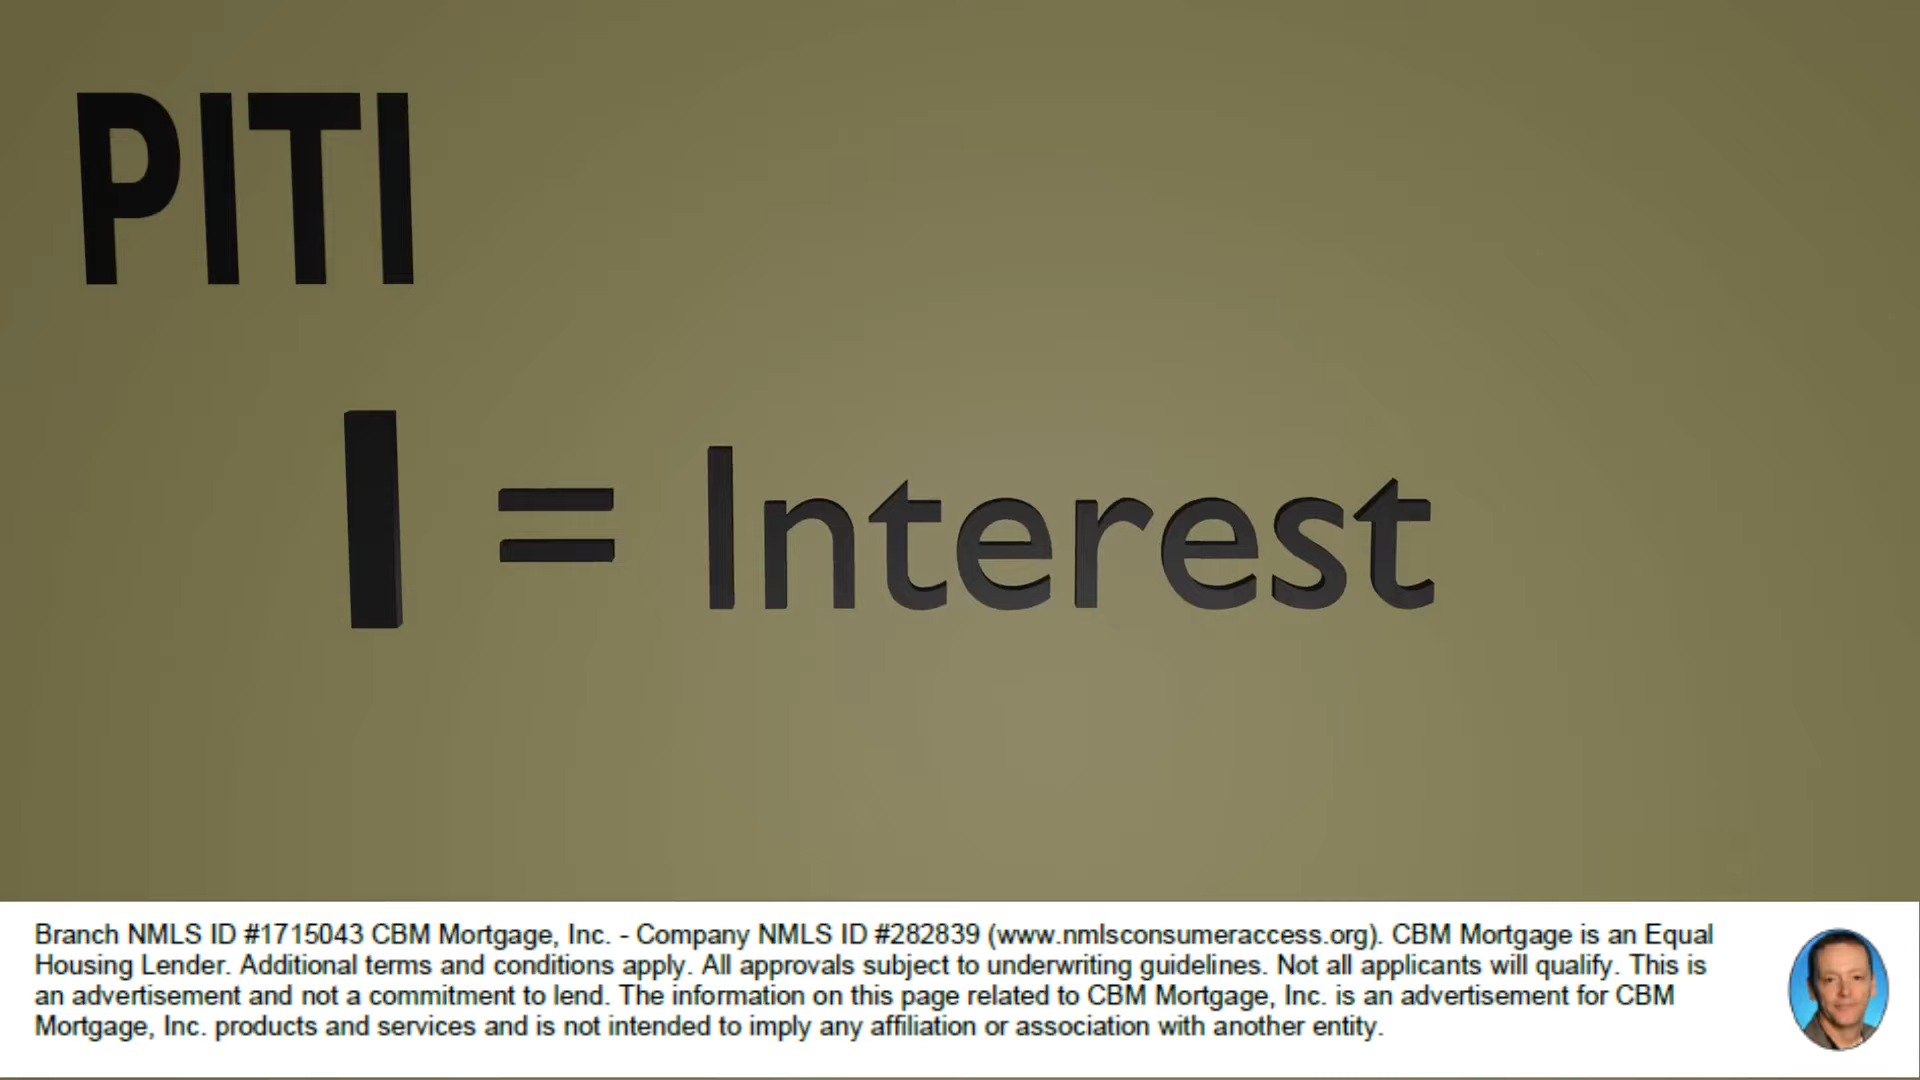 PITI
I = Interest
Branch NMLS ID #1715043 CBM Mortgage, Inc. - Company NMLS ID #282839 (www.nmlsconsumeraccess.org). CBM Mortgage is an Equal
Housing Lender. Additional terms and conditions apply. All approvals subject to underwriting guidelines. Not all applicants will qualify. This is
an advertisement and not a commitment to lend. The information on this page related to CBM Mortgage, Inc. is an advertisement for CBM
Mortgage, Inc. products and services and is not intended to imply any affiliation or association with another entity.